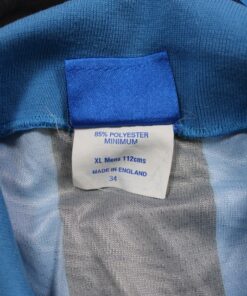 85% POLYESTER
MINIMUM
XL Mens 112cms
MADE IN ENGLAND
34